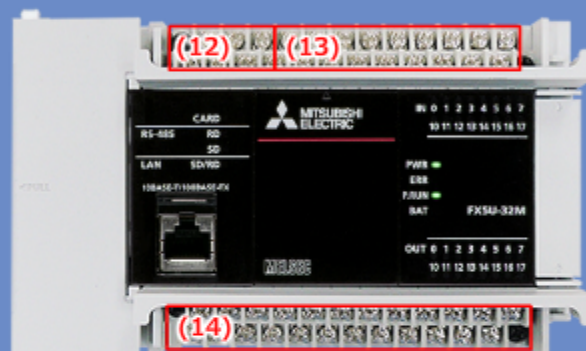 (12) (13)
CARD
RS-485 RD
SD
LAN SD/RD
10BASE-T/100BASE-TX
MITSUBISHI
ELECTRIC
MELSEC
IN 0 1 2 3 4 5 6 7
10 11 12 13 14 15 16 17
PWR
ERR
P.RUN
BAT FX5U-32M
OUT 0 1 2 3 4 5 6 7
10 11 12 13 14 15 16 17
(14)